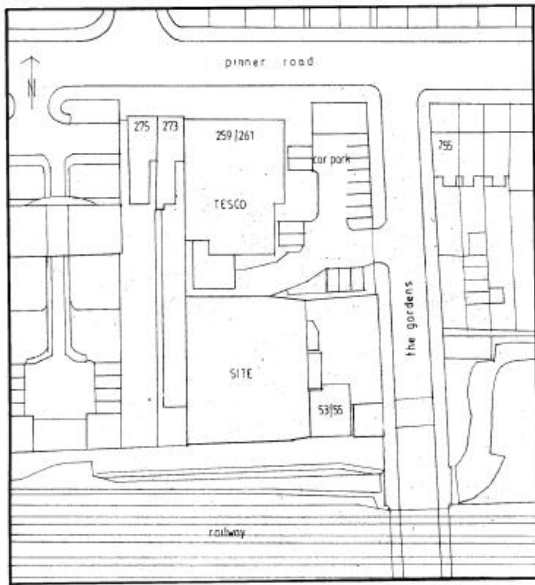 pinner road
N
275
273
259/261
car park
255
TESCO
the gardens
SITE
53/55
railway